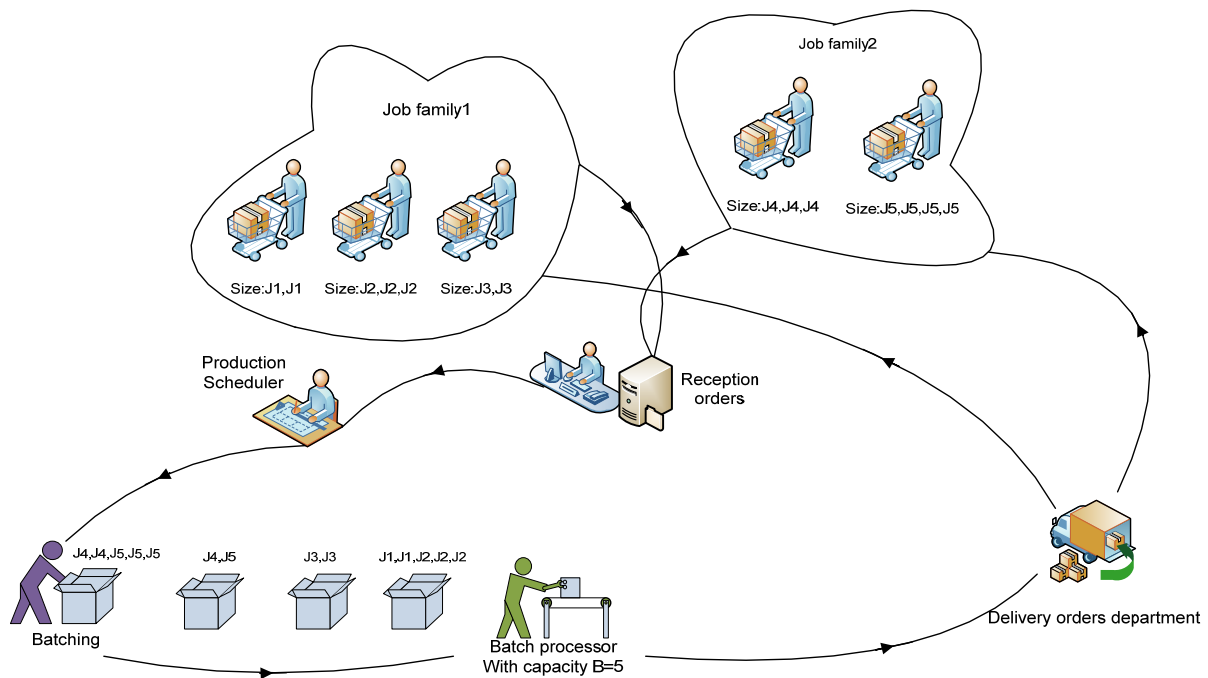 Job family2
Job family1
Size:J4,J4,J4
Size:J5,J5,J5,J5
Size:J1,J1
Size:J2,J2,J2
Size:J3,J3
Production
Scheduler
Reception
orders
J4,J4,J5,J5,J5
J4,J5
J3,J3
J1,J1,J2,J2,J2
Batching
Batch processor
With capacity B=5
Delivery orders department